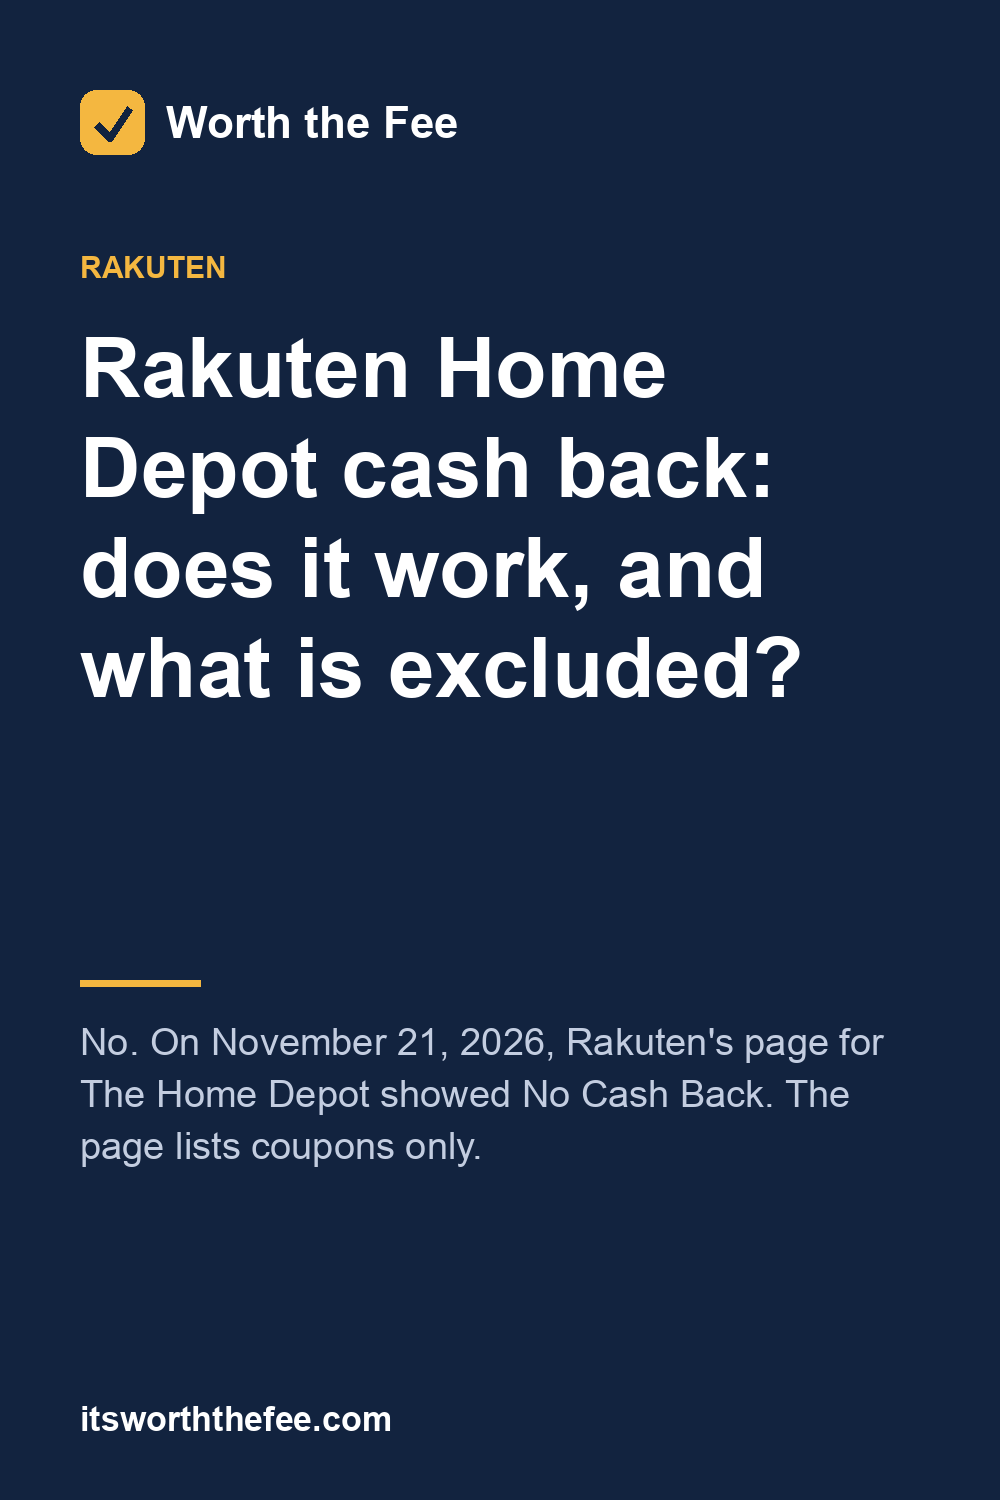 Worth the Fee
RAKUTEN
Rakuten Home
Depot cash back:
does it work, and
what is excluded?
No. On November 21, 2026, Rakuten's page for
The Home Depot showed No Cash Back. The
page lists coupons only.
itsworththefee.com